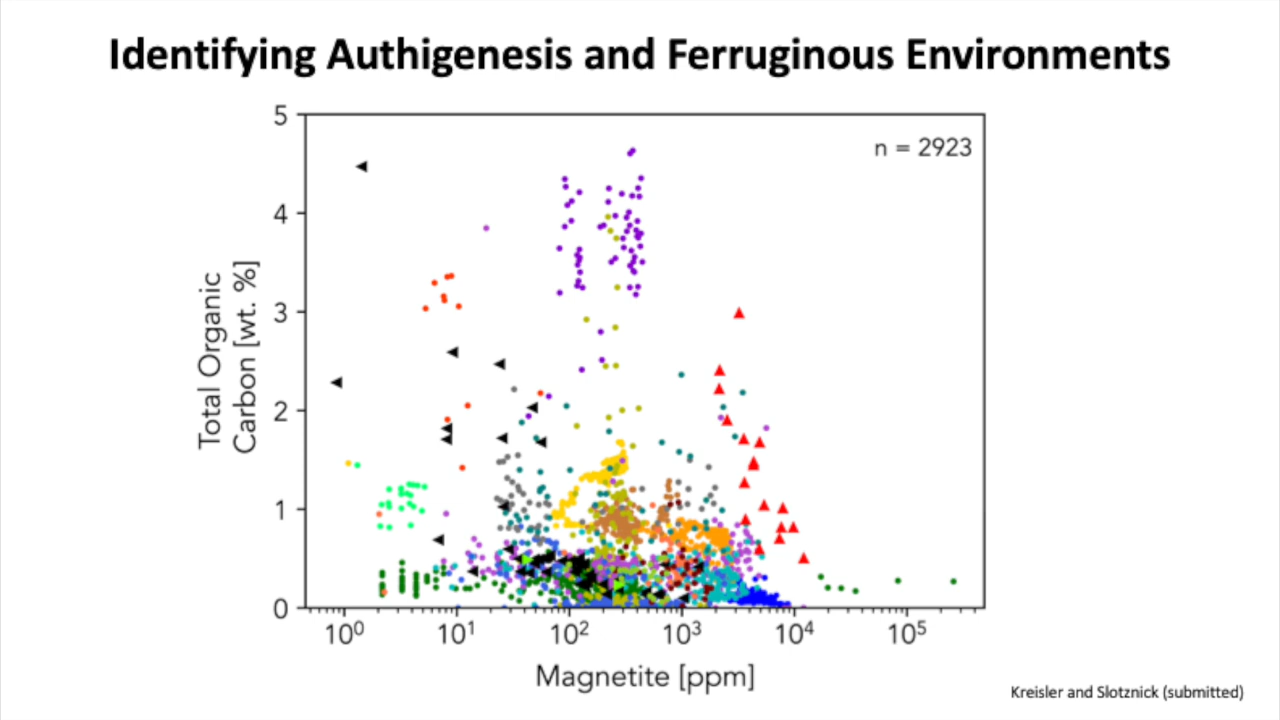 Identifying Authigenesis and Ferruginous Environments
n = 2923
5
4
3
2
1
0
Total Organic
Carbon [wt. %]
10⁰ 10¹ 10² 10³ 10⁴ 10⁵
Magnetite [ppm]
Kreisler and Slotznick (submitted)